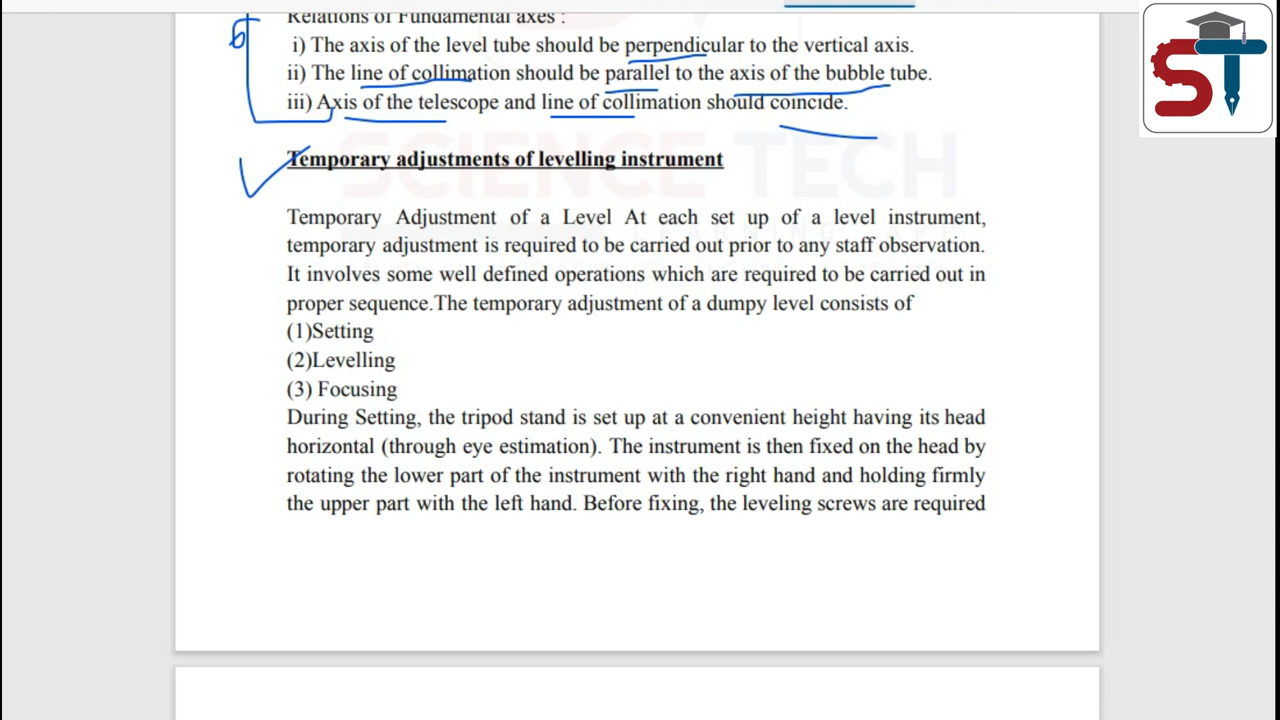 Relations of Fundamental axes :
i) The axis of the level tube should be perpendicular to the vertical axis.
ii) The line of collimation should be parallel to the axis of the bubble tube.
iii) Axis of the telescope and line of collimation should coincide.
Temporary adjustments of levelling instrument
SCIENCE TECH
LEARNING APP
Temporary Adjustment of a Level At each set up of a level instrument,
temporary adjustment is required to be carried out prior to any staff observation.
It involves some well defined operations which are required to be carried out in
proper sequence.The temporary adjustment of a dumpy level consists of
(1)Setting
(2)Levelling
(3) Focusing
During Setting, the tripod stand is set up at a convenient height having its head
horizontal (through eye estimation). The instrument is then fixed on the head by
rotating the lower part of the instrument with the right hand and holding firmly
the upper part with the left hand. Before fixing, the leveling screws are required
ST